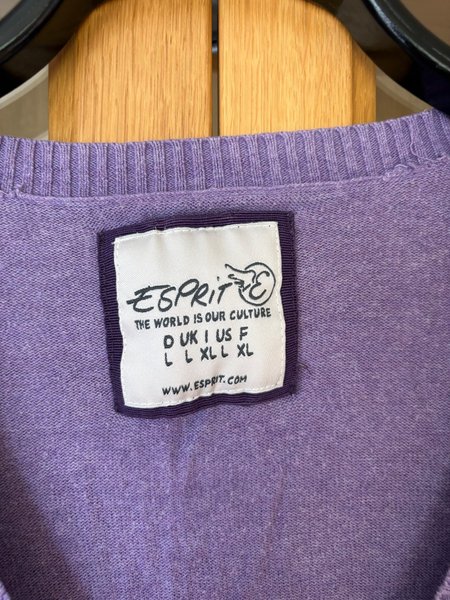 ESPRIT E
THE WORLD IS OUR CULTURE
D UK I US F
L L XL L XL
WWW.ESPRIT.COM